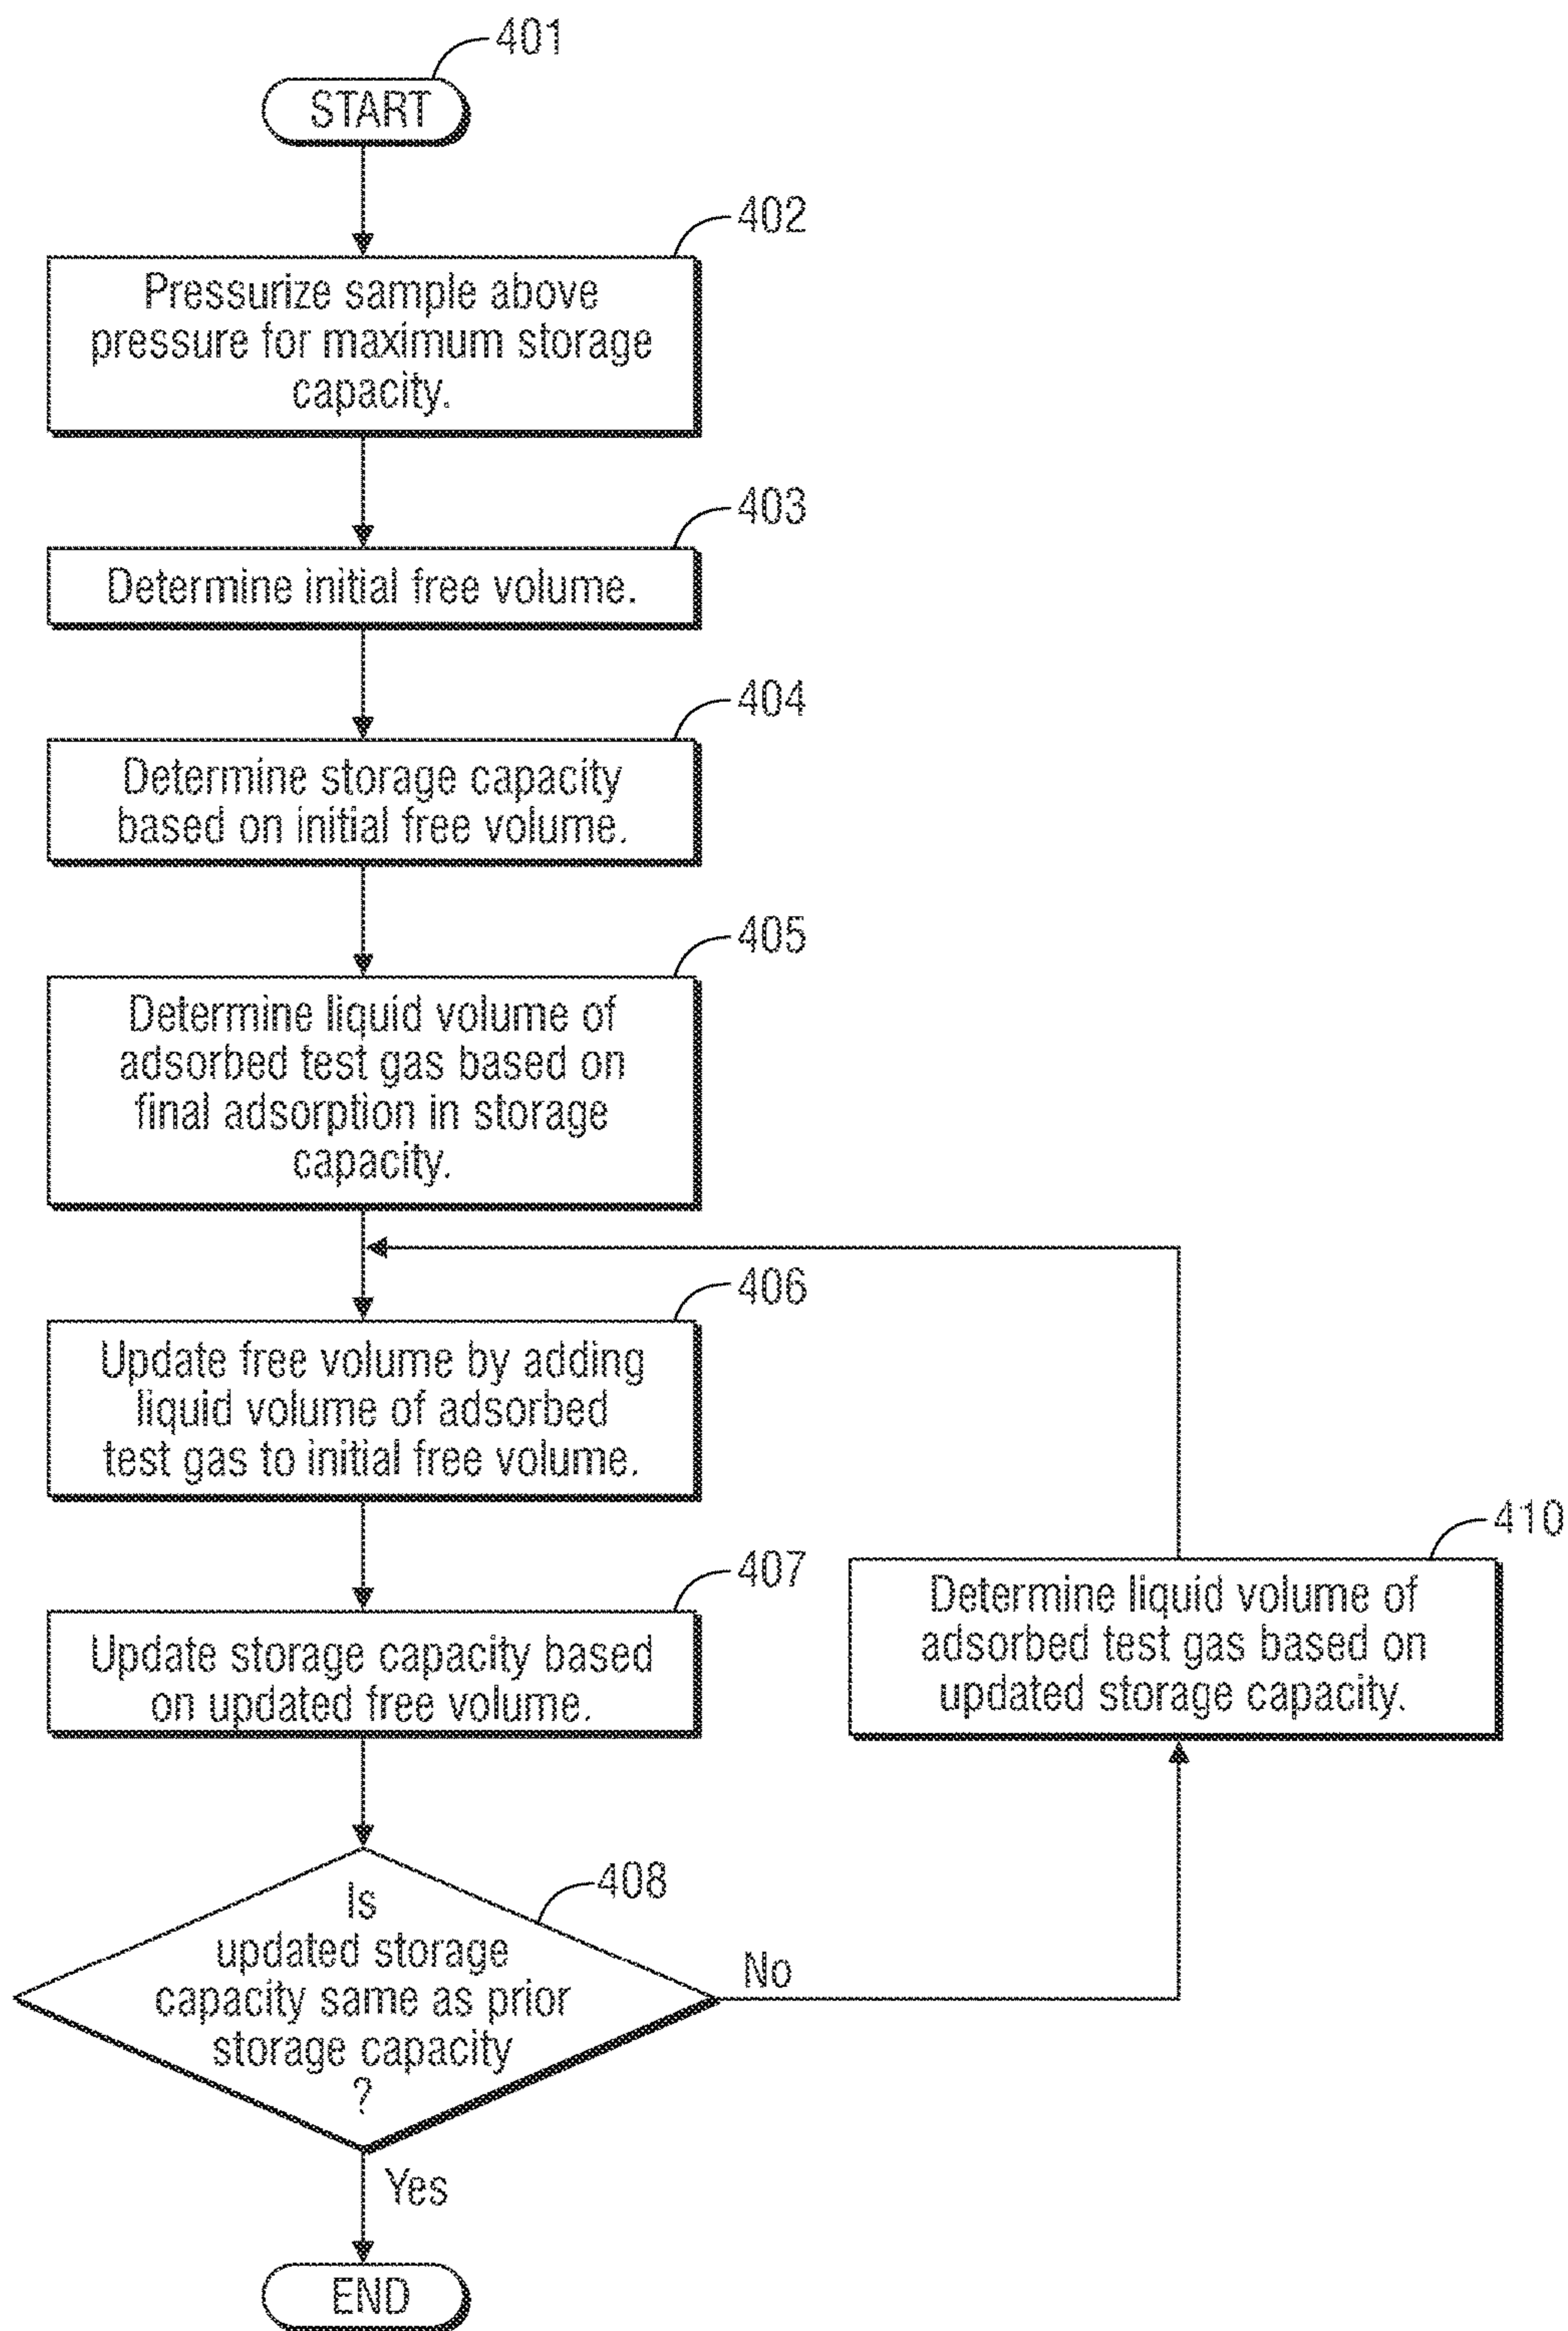 401
START
402
Pressurize sample above
pressure for maximum storage
capacity.
403
Determine initial free volume.
404
Determine storage capacity
based on initial free volume.
405
Determine liquid volume of
adsorbed test gas based on
final adsorption in storage
capacity.
406
Update free volume by adding
liquid volume of adsorbed
test gas to initial free volume.
407
Update storage capacity based
on updated free volume.
410
Determine liquid volume of
adsorbed test gas based on
updated storage capacity.
408
Is
updated storage
capacity same as prior
storage capacity
?
No
Yes
END